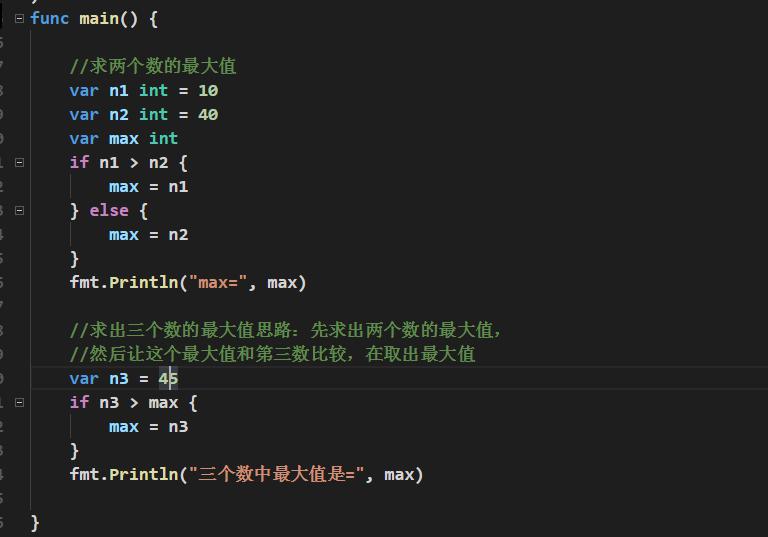 func main() {
//求两个数的最大值
var n1 int = 10
var n2 int = 40
var max int
if n1 > n2 {
max = n1
} else {
max = n2
}
fmt.Println("max=", max)
//求出三个数的最大值思路：先求出两个数的最大值，
//然后让这个最大值和第三数比较，在取出最大值
var n3 = 45
if n3 > max {
max = n3
}
fmt.Println("三个数中最大值是=", max)
}